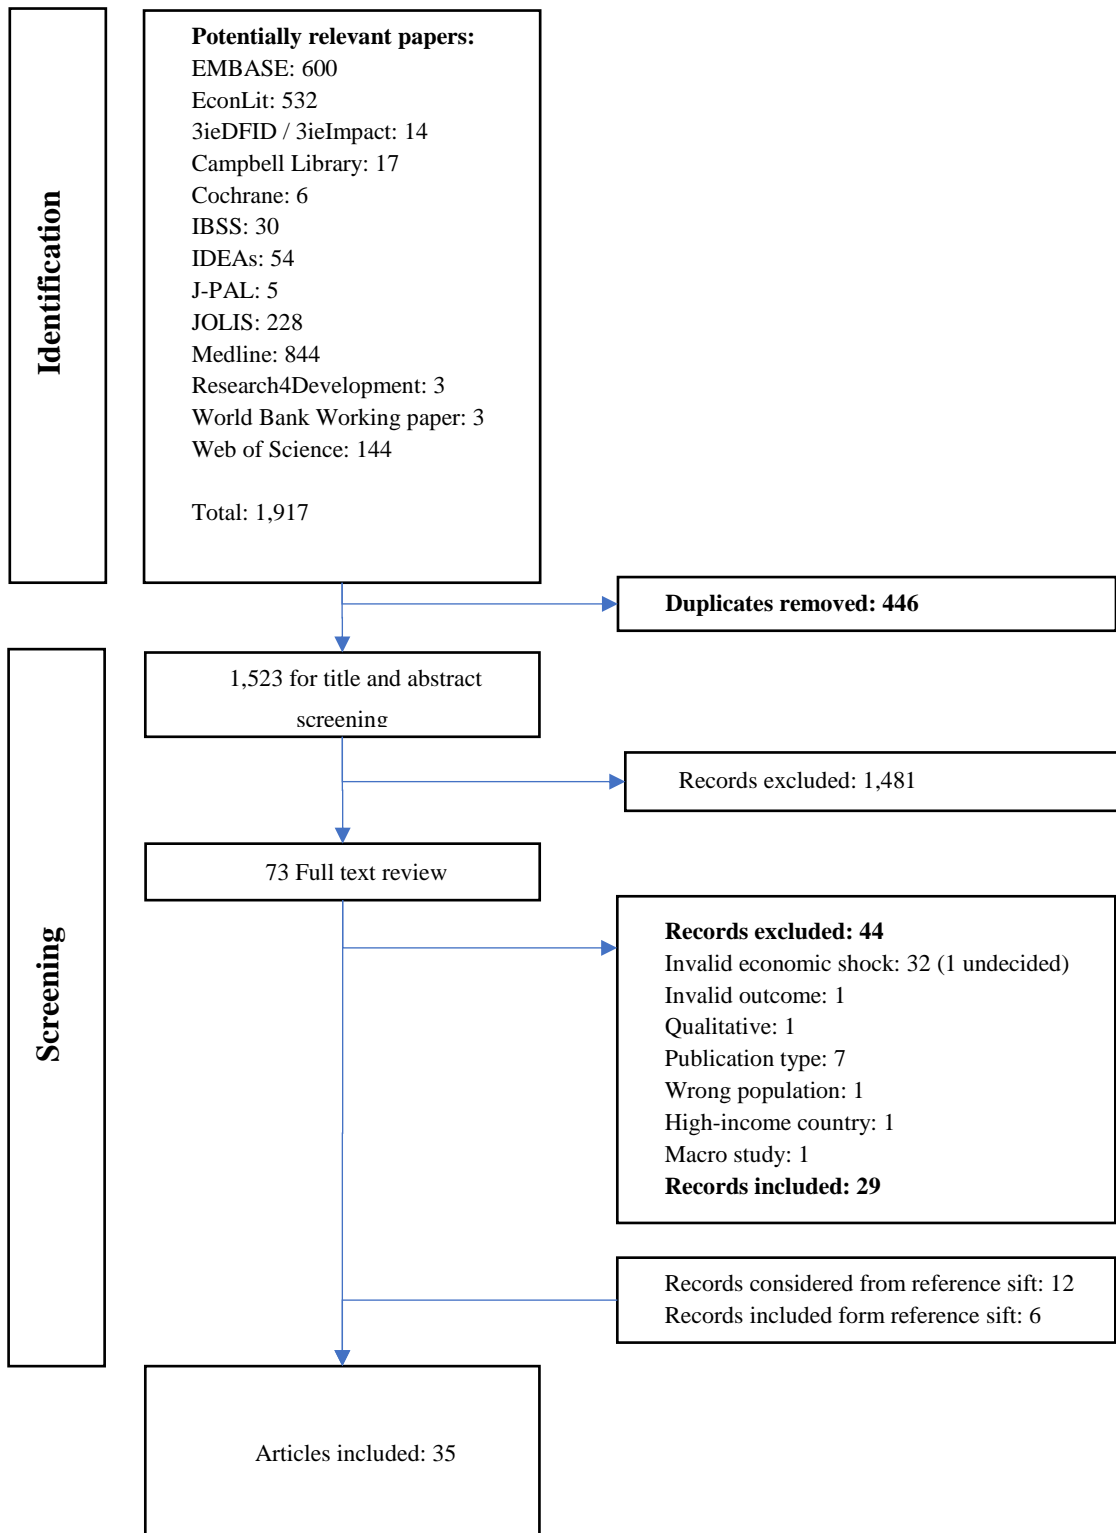 Identification
Potentially relevant papers:
EMBASE: 600
EconLit: 532
3ieDFID / 3ieImpact: 14
Campbell Library: 17
Cochrane: 6
IBSS: 30
IDEAs: 54
J-PAL: 5
JOLIS: 228
Medline: 844
Research4Development: 3
World Bank Working paper: 3
Web of Science: 144
Total: 1,917
Duplicates removed: 446
Screening
1,523 for title and abstract
screening
Records excluded: 1,481
73 Full text review
Records excluded: 44
Invalid economic shock: 32 (1 undecided)
Invalid outcome: 1
Qualitative: 1
Publication type: 7
Wrong population: 1
High-income country: 1
Macro study: 1
Records included: 29
Records considered from reference sift: 12
Records included form reference sift: 6
Articles included: 35